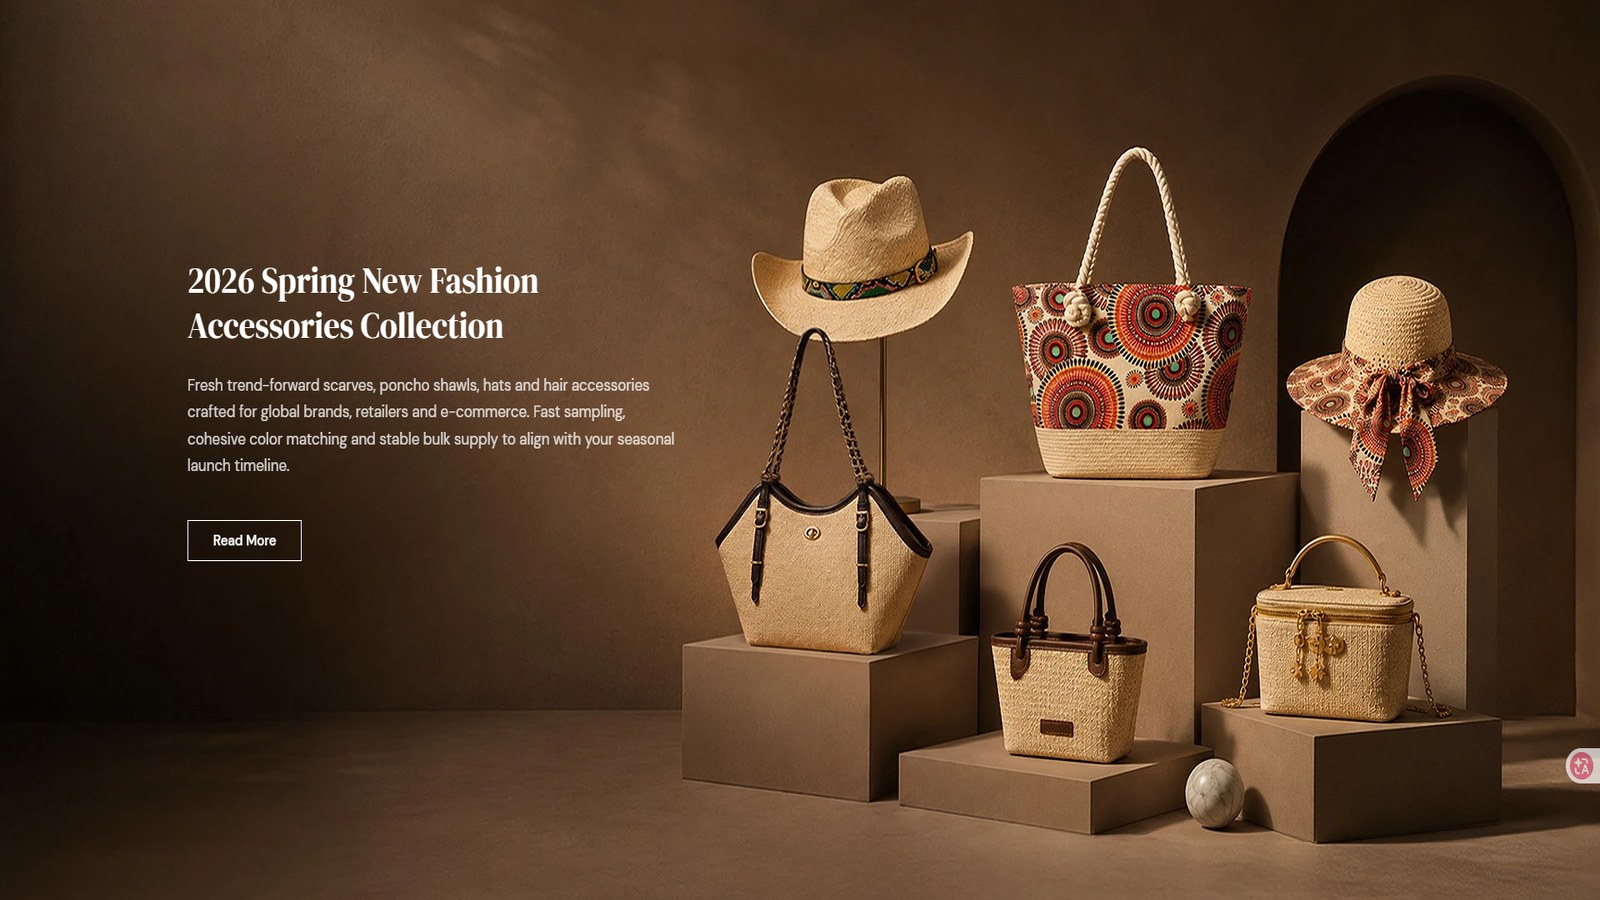 2026 Spring New Fashion
Accessories Collection
Fresh trend-forward scarves, poncho shawls, hats and hair accessories
crafted for global brands, retailers and e-commerce. Fast sampling,
cohesive color matching and stable bulk supply to align with your seasonal
launch timeline.
Read More